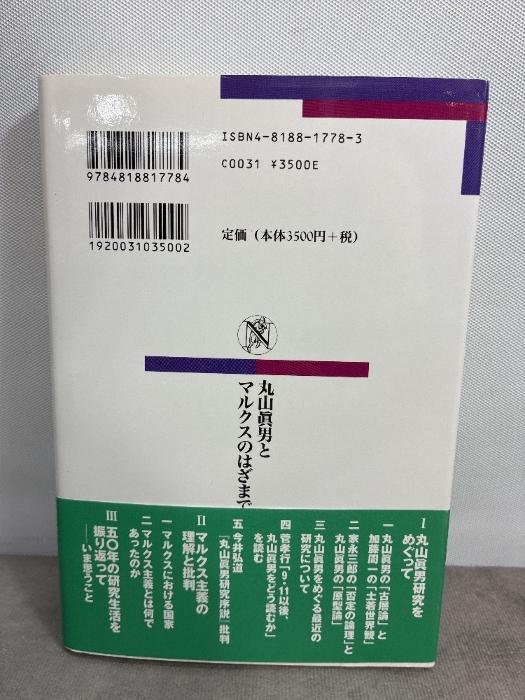 ISBN4-8188-1778-3
C0031 ¥3500E
9784818817784
1920031035002
定価（本体3500円＋税）
N
丸山眞男と
マルクスのはざまで
Ⅰ 丸山眞男研究を
めぐって
一 丸山眞男の「古層論」と
加藤周一の「土着世界観」
二 家永三郎の「否定の論理」と
丸山眞男の「原型論」
三 丸山眞男をめぐる最近の
研究について
四 菅孝行「9・11以後、
丸山眞男をどう読むか」
を読む
五 今井弘道
「丸山眞男研究序説」批判
Ⅱ マルクス主義の
理解と批判
一 マルクスにおける国家
二 マルクス主義とは何で
あったのか
Ⅲ 五〇年の研究生活を
振り返って
――いま思うこと